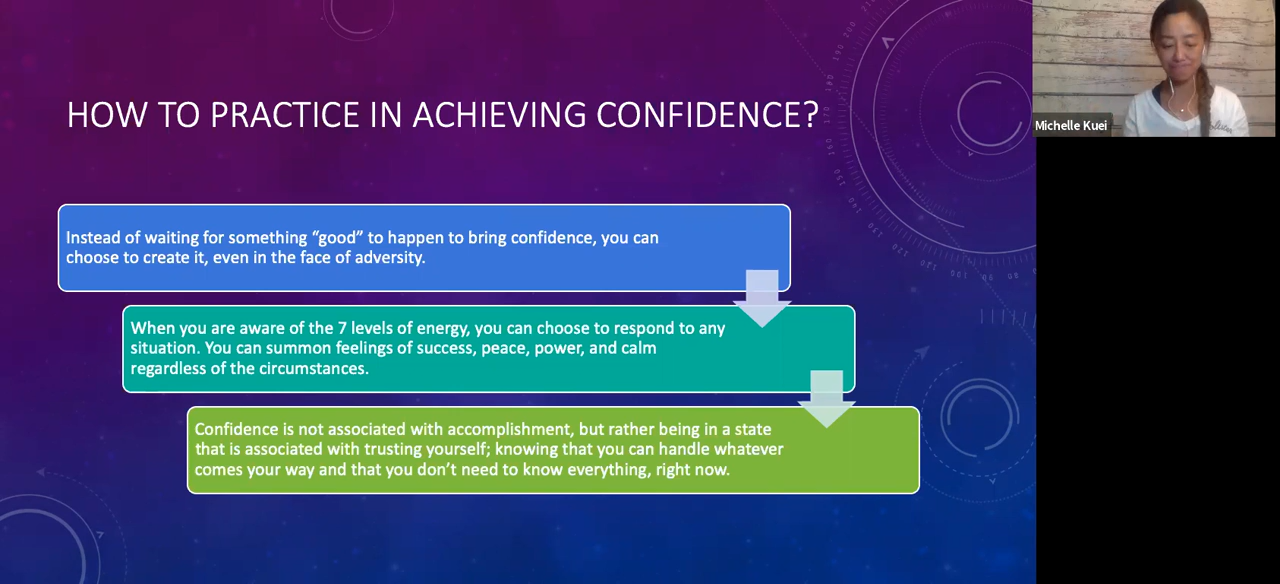 HOW TO PRACTICE IN ACHIEVING CONFIDENCE?
Michelle Kuei
Instead of waiting for something “good” to happen to bring confidence, you can
choose to create it, even in the face of adversity.
When you are aware of the 7 levels of energy, you can choose to respond to any
situation. You can summon feelings of success, peace, power, and calm
regardless of the circumstances.
Confidence is not associated with accomplishment, but rather being in a state
that is associated with trusting yourself; knowing that you can handle whatever
comes your way and that you don’t need to know everything, right now.